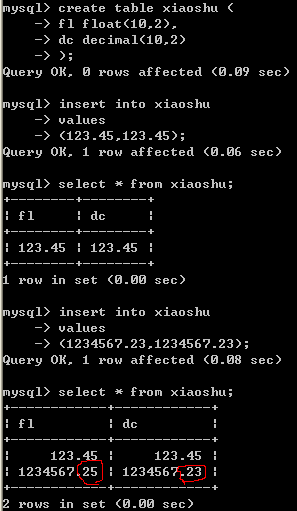 mysql> create table xiaoshu (
    -> fl float(10,2),
    -> dc decimal(10,2)
    -> );
Query OK, 0 rows affected (0.09 sec)

mysql> insert into xiaoshu
    -> values
    -> (123.45,123.45);
Query OK, 1 row affected (0.06 sec)

mysql> select * from xiaoshu;
+--------+--------+
| fl     | dc     |
+--------+--------+
| 123.45 | 123.45 |
+--------+--------+
1 row in set (0.00 sec)

mysql> insert into xiaoshu
    -> values
    -> (1234567.23,1234567.23);
Query OK, 1 row affected (0.08 sec)

mysql> select * from xiaoshu;
+------------+------------+
| fl         | dc         |
+------------+------------+
|     123.45 |     123.45 |
| 1234567.25 | 1234567.23 |
+------------+------------+
2 rows in set (0.00 sec)